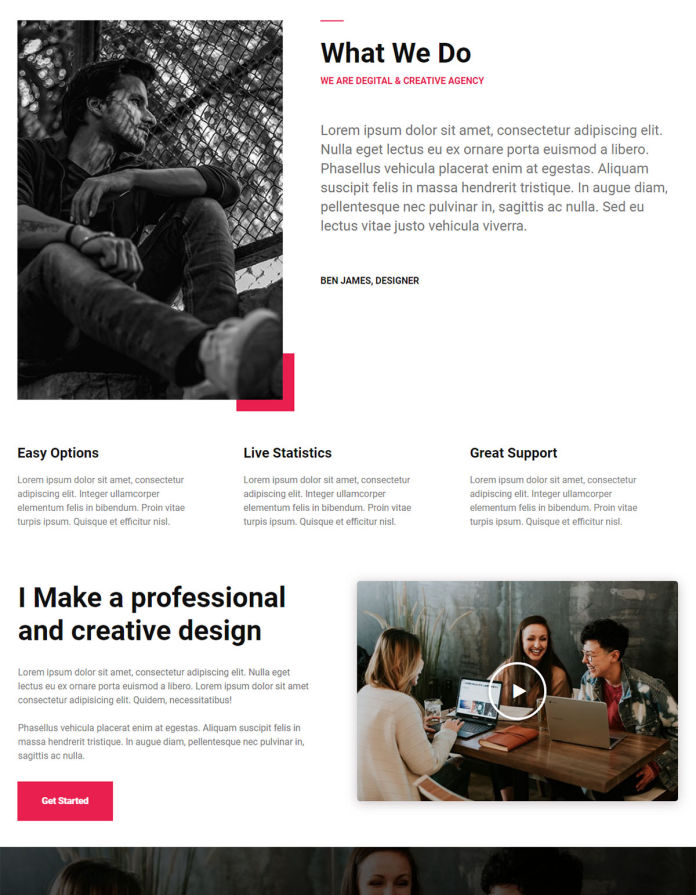 What We Do
WE ARE DEGITAL & CREATIVE AGENCY
Lorem ipsum dolor sit amet, consectetur adipiscing elit.
Nulla eget lectus eu ex ornare porta euismod a libero.
Phasellus vehicula placerat enim at egestas. Aliquam
suscipit felis in massa hendrerit tristique. In augue diam,
pellentesque nec pulvinar in, sagittis ac nulla. Sed eu
lectus vitae justo vehicula viverra.
BEN JAMES, DESIGNER
Easy Options
Lorem ipsum dolor sit amet, consectetur
adipiscing elit. Integer ullamcorper
elementum felis in bibendum. Proin vitae
turpis ipsum. Quisque et efficitur nisl.
Live Statistics
Lorem ipsum dolor sit amet, consectetur
adipiscing elit. Integer ullamcorper
elementum felis in bibendum. Proin vitae
turpis ipsum. Quisque et efficitur nisl.
Great Support
Lorem ipsum dolor sit amet, consectetur
adipiscing elit. Integer ullamcorper
elementum felis in bibendum. Proin vitae
turpis ipsum. Quisque et efficitur nisl.
I Make a professional
and creative design
Lorem ipsum dolor sit amet, consectetur adipiscing elit. Nulla eget
lectus eu ex ornare porta euismod a libero. Lorem ipsum dolor sit amet
consectetur adipisicing elit. Quidem, necessitatibus!
Phasellus vehicula placerat enim at egestas. Aliquam suscipit felis in
massa hendrerit tristique. In augue diam, pellentesque nec pulvinar in,
sagittis ac nulla.
Get Started